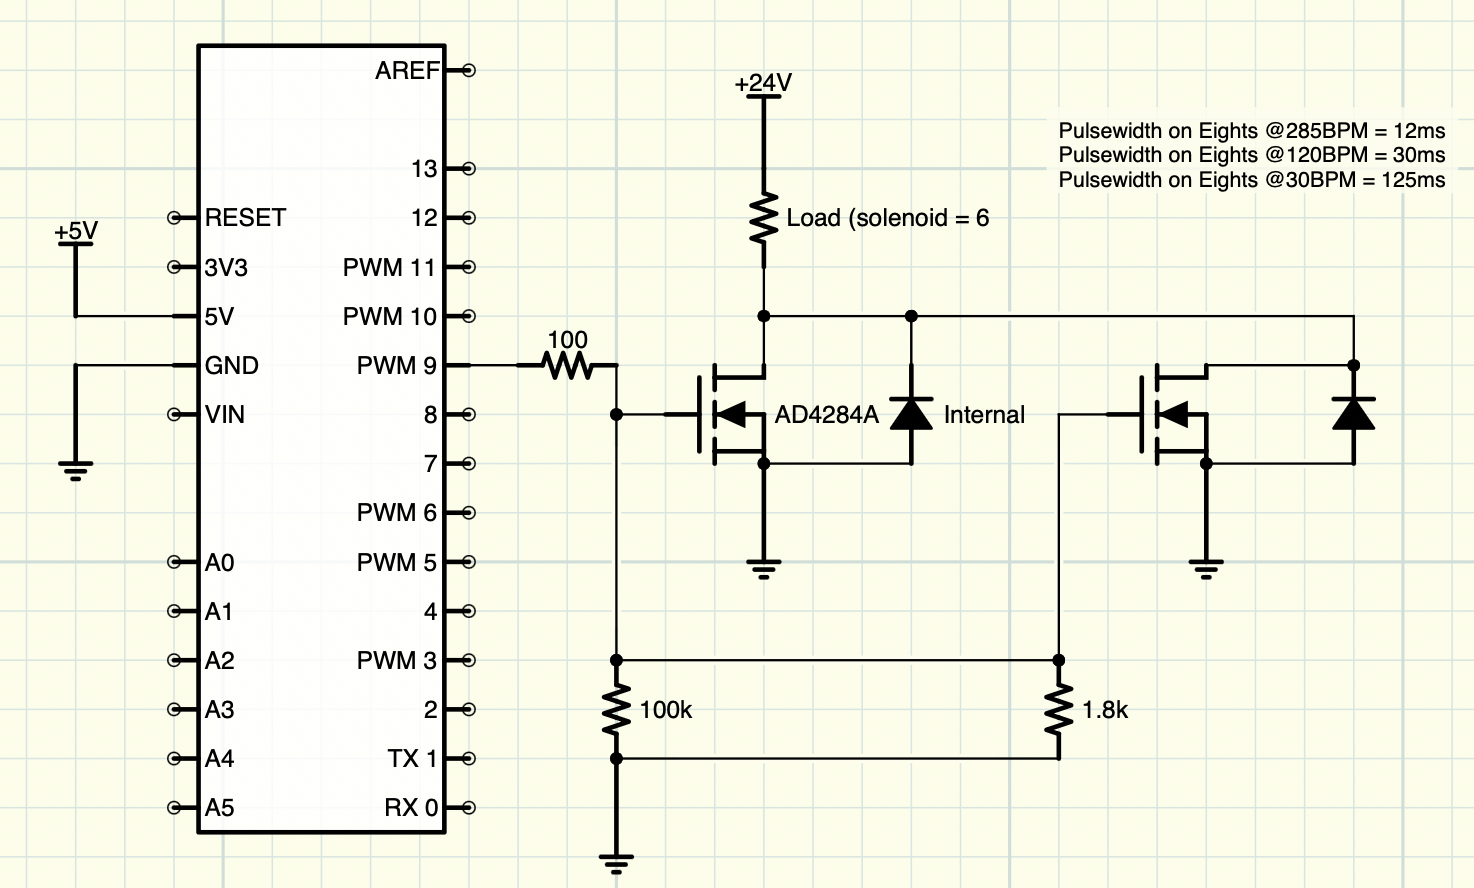 AREF
+24V
Pulsewidth on Eights @285BPM = 12ms
Pulsewidth on Eights @120BPM = 30ms
Pulsewidth on Eights @30BPM = 125ms
13
RESET
12
Load (solenoid = 6
+5V
3V3
PWM 11
5V
PWM 10
100
GND
PWM 9
VIN
8
AD4284A
Internal
7
PWM 6
A0
PWM 5
A1
4
A2
PWM 3
A3
2
100k
1.8k
A4
TX 1
A5
RX 0